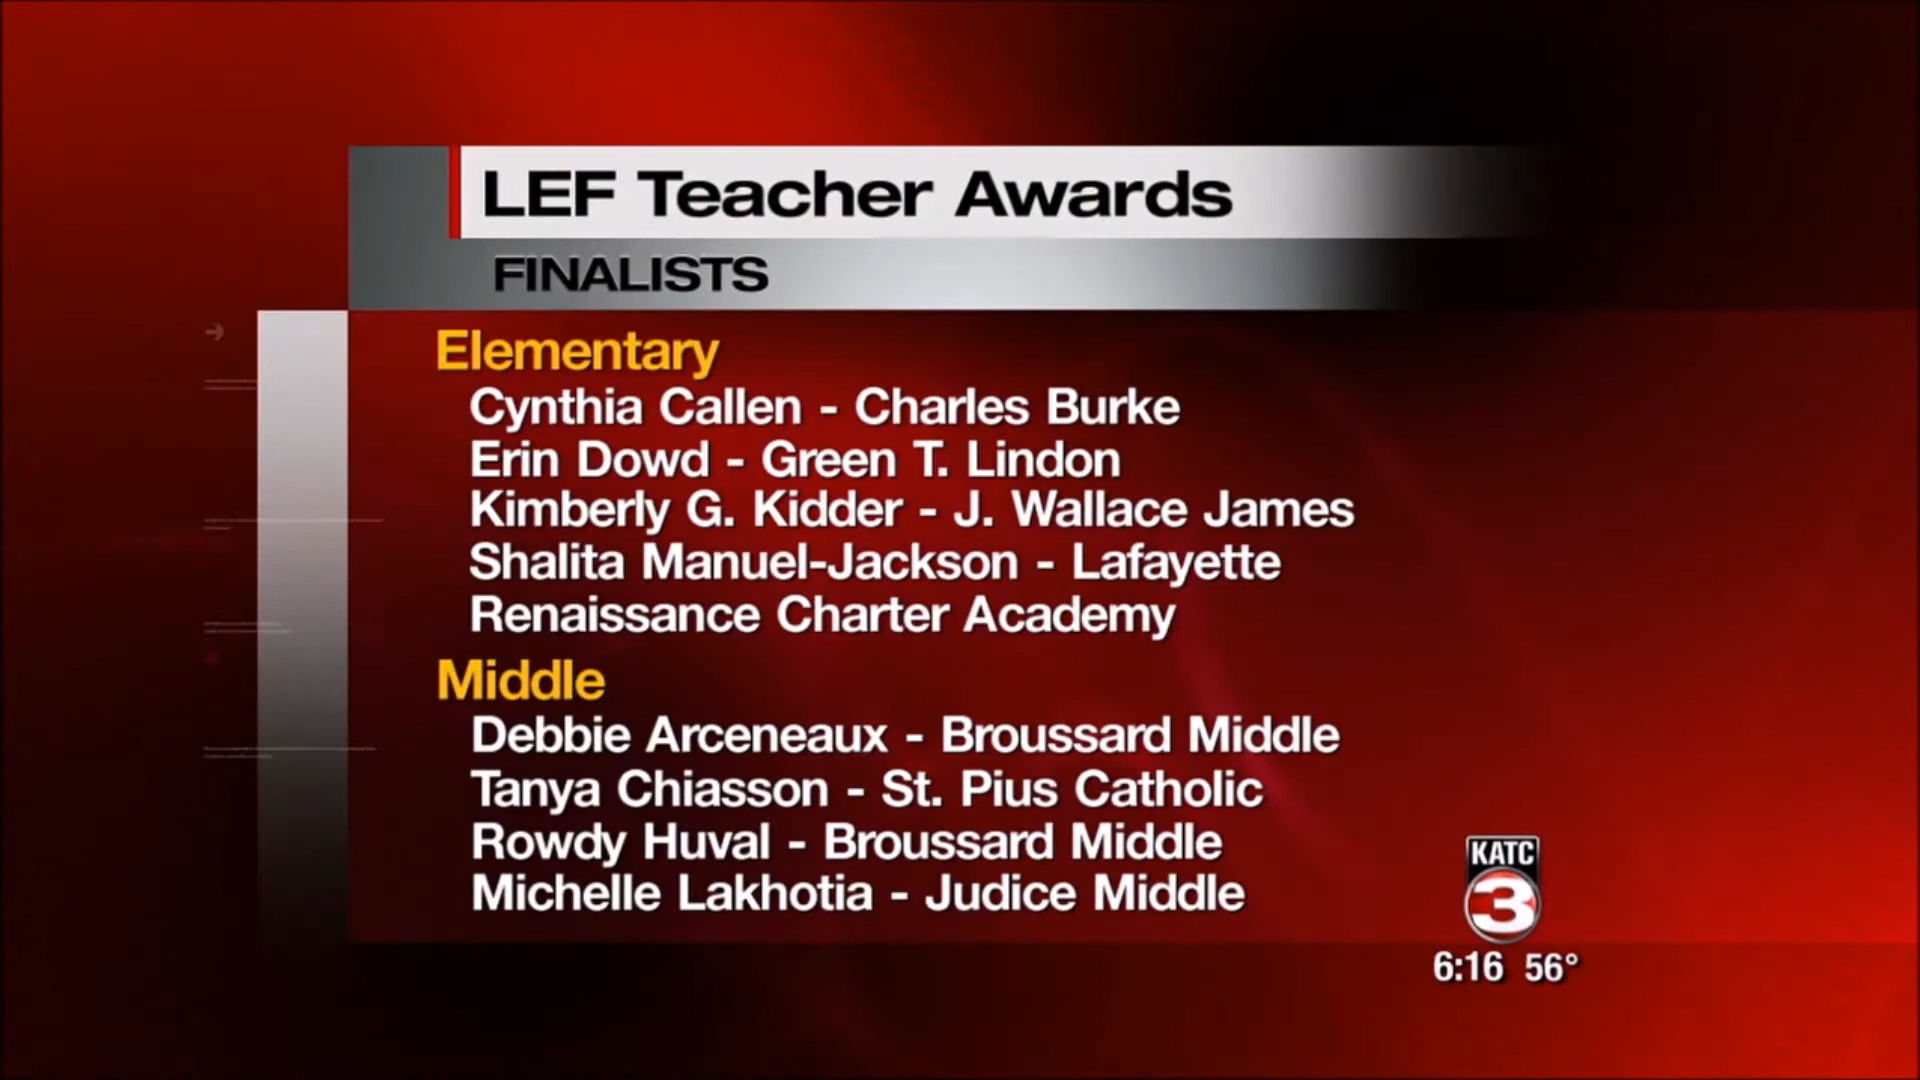 LEF Teacher Awards
FINALISTS
Elementary
Cynthia Callen - Charles Burke
Erin Dowd - Green T. Lindon
Kimberly G. Kidder - J. Wallace James
Shalita Manuel-Jackson - Lafayette
Renaissance Charter Academy
Middle
Debbie Arceneaux - Broussard Middle
Tanya Chiasson - St. Pius Catholic
Rowdy Huval - Broussard Middle
Michelle Lakhotia - Judice Middle
KATC
3
6:16 56°